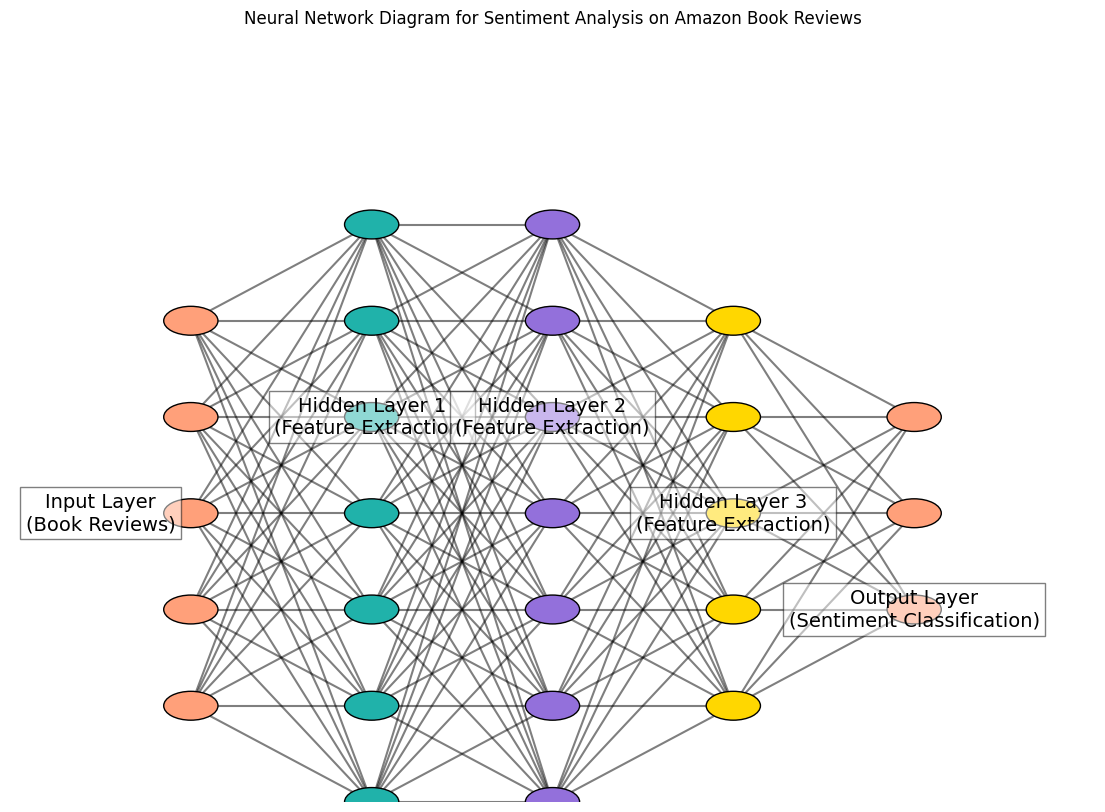 Neural Network Diagram for Sentiment Analysis on Amazon Book Reviews
Hidden Layer 1
(Feature Extractio
Hidden Layer 2
(Feature Extraction)
Input Layer
(Book Reviews)
Hidden Layer 3
(Feature Extraction)
Output Layer
(Sentiment Classification)